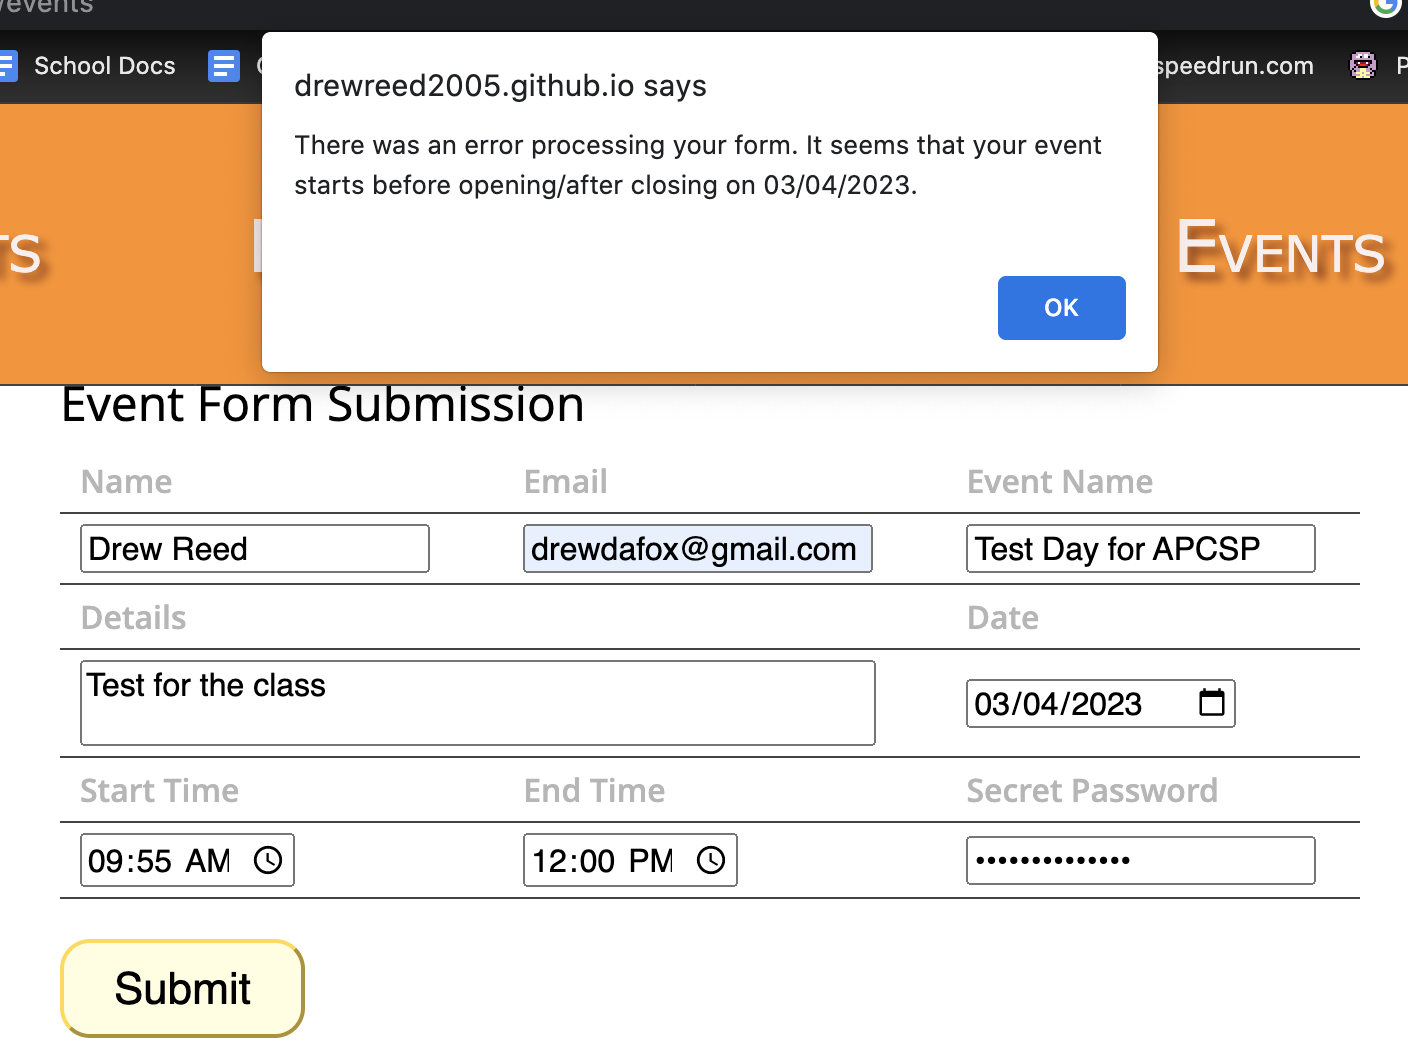 /events
School Docs
speedrun.com
drewreed2005.github.io says
There was an error processing your form. It seems that your event
starts before opening/after closing on 03/04/2023.
OK
Events
Event Form Submission
Name Email Event Name
Drew Reed drewdafox@gmail.com Test Day for APCSP
Details Date
Test for the class
03/04/2023
Start Time End Time Secret Password
09:55 AM 12:00 PM ••••••••••••••
Submit